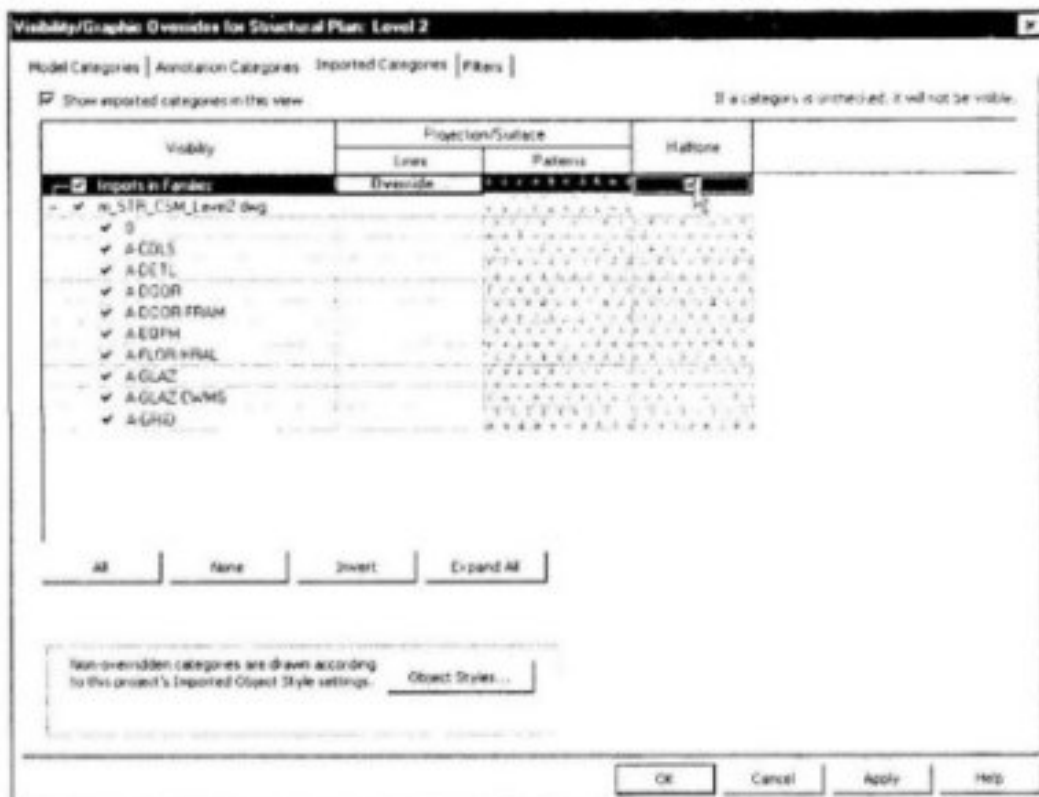 Visibility/Graphic Overrides for Structural Plan: Level 2
Model Categories Annotation Categories Imported Categories Filters
Show imported categories in this view
If a category is unchecked, it will not be visible.
Visibility Projection/Surface Halftone
Lines Patterns
Imports in Families Override...
m_STR_CSM_Level2.dwg
0
A-COLS
A-DETL
A-DOOR
A-DOOR-FRAM
A-EQPM
A-FLOR-HRAL
A-GLAZ
A-GLAZ-CWMG
A-GRID
All None Invert Expand All
Non-overridden categories are drawn according
to this project's Imported Object Style settings. Object Styles...
OK Cancel Apply Help